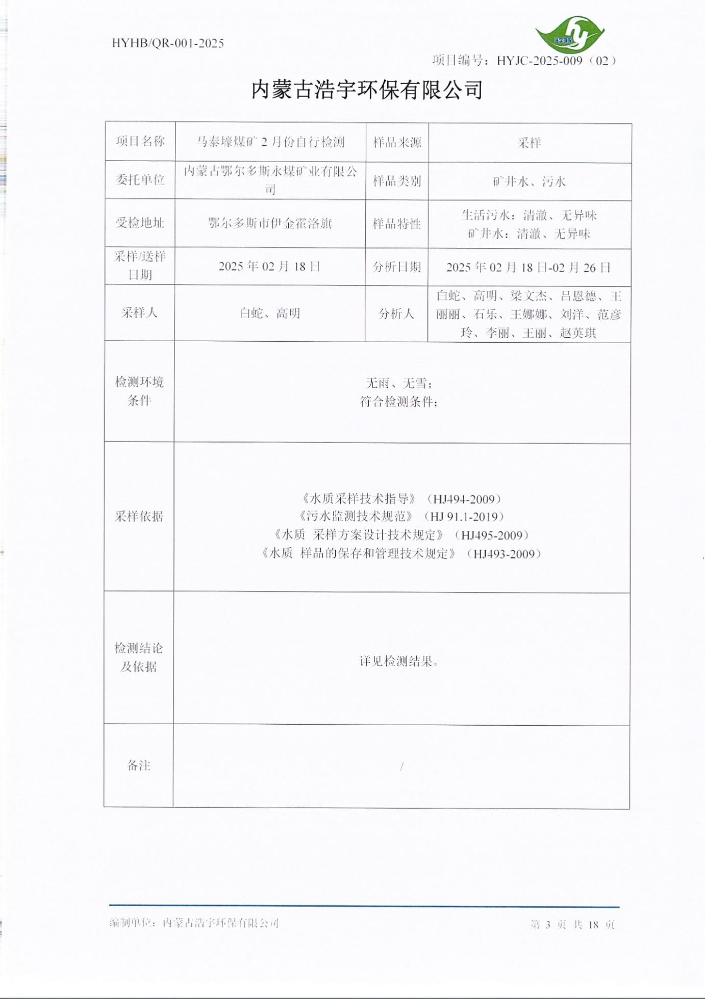 HYHB/QR-001-2025
hy
浩宇环保
项目编号：HYJC-2025-009（02）
内蒙古浩宇环保有限公司
项目名称
马泰壕煤矿 2 月份自行检测
样品来源
采样
委托单位
内蒙古鄂尔多斯永煤矿业有限公
司
样品类别
矿井水、污水
受检地址
鄂尔多斯市伊金霍洛旗
样品特性
生活污水：清澈、无异味
矿井水：清澈、无异味
采样/送样
日期
2025 年 02 月 18 日
分析日期
2025 年 02 月 18 日-02 月 26 日
采样人
白蛇、高明
分析人
白蛇、高明、梁文杰、吕恩德、王
丽丽、石乐、王娜娜、刘洋、范彦
玲、李丽、王丽、赵英琪
检测环境
条件
无雨、无雪；
符合检测条件；
采样依据
《水质采样技术指导》（HJ494-2009）
《污水监测技术规范》（HJ 91.1-2019）
《水质 采样方案设计技术规定》（HJ495-2009）
《水质 样品的保存和管理技术规定》（HJ493-2009）
检测结论
及依据
详见检测结果。
备注
/
编制单位：内蒙古浩宇环保有限公司
第 3 页 共 18 页